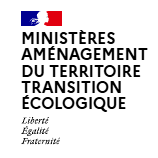 MINISTÈRES
AMÉNAGEMENT
DU TERRITOIRE
TRANSITION
ÉCOLOGIQUE
Liberté
Égalité
Fraternité